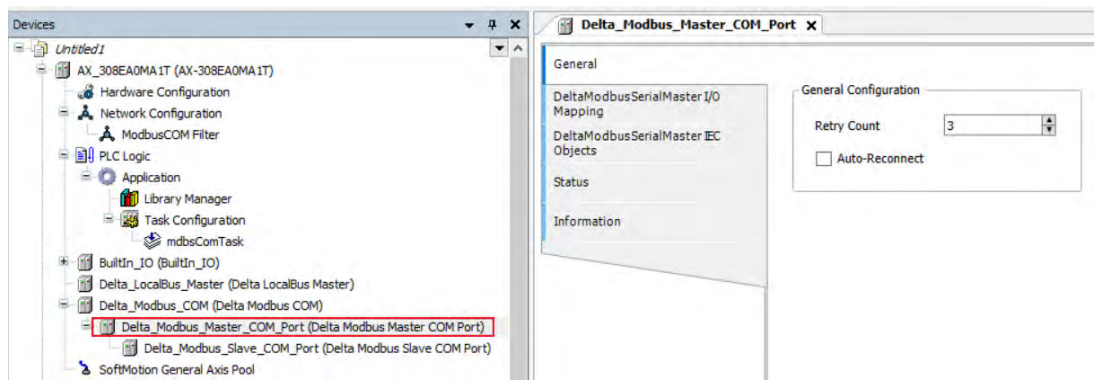 Devices
Untitled1
AX_308EA0MA1T (AX-308EA0MA1T)
Hardware Configuration
Network Configuration
ModbusCOM Filter
PLC Logic
Application
Library Manager
Task Configuration
mdbsComTask
BuiltIn_IO (BuiltIn_IO)
Delta_LocalBus_Master (Delta LocalBus Master)
Delta_Modbus_COM (Delta Modbus COM)
Delta_Modbus_Master_COM_Port (Delta Modbus Master COM Port)
Delta_Modbus_Slave_COM_Port (Delta Modbus Slave COM Port)
SoftMotion General Axis Pool
Delta_Modbus_Master_COM_Port X
General
DeltaModbusSerialMaster I/O
Mapping
DeltaModbusSerialMaster IEC
Objects
Status
Information
General Configuration
Retry Count 3
Auto-Reconnect